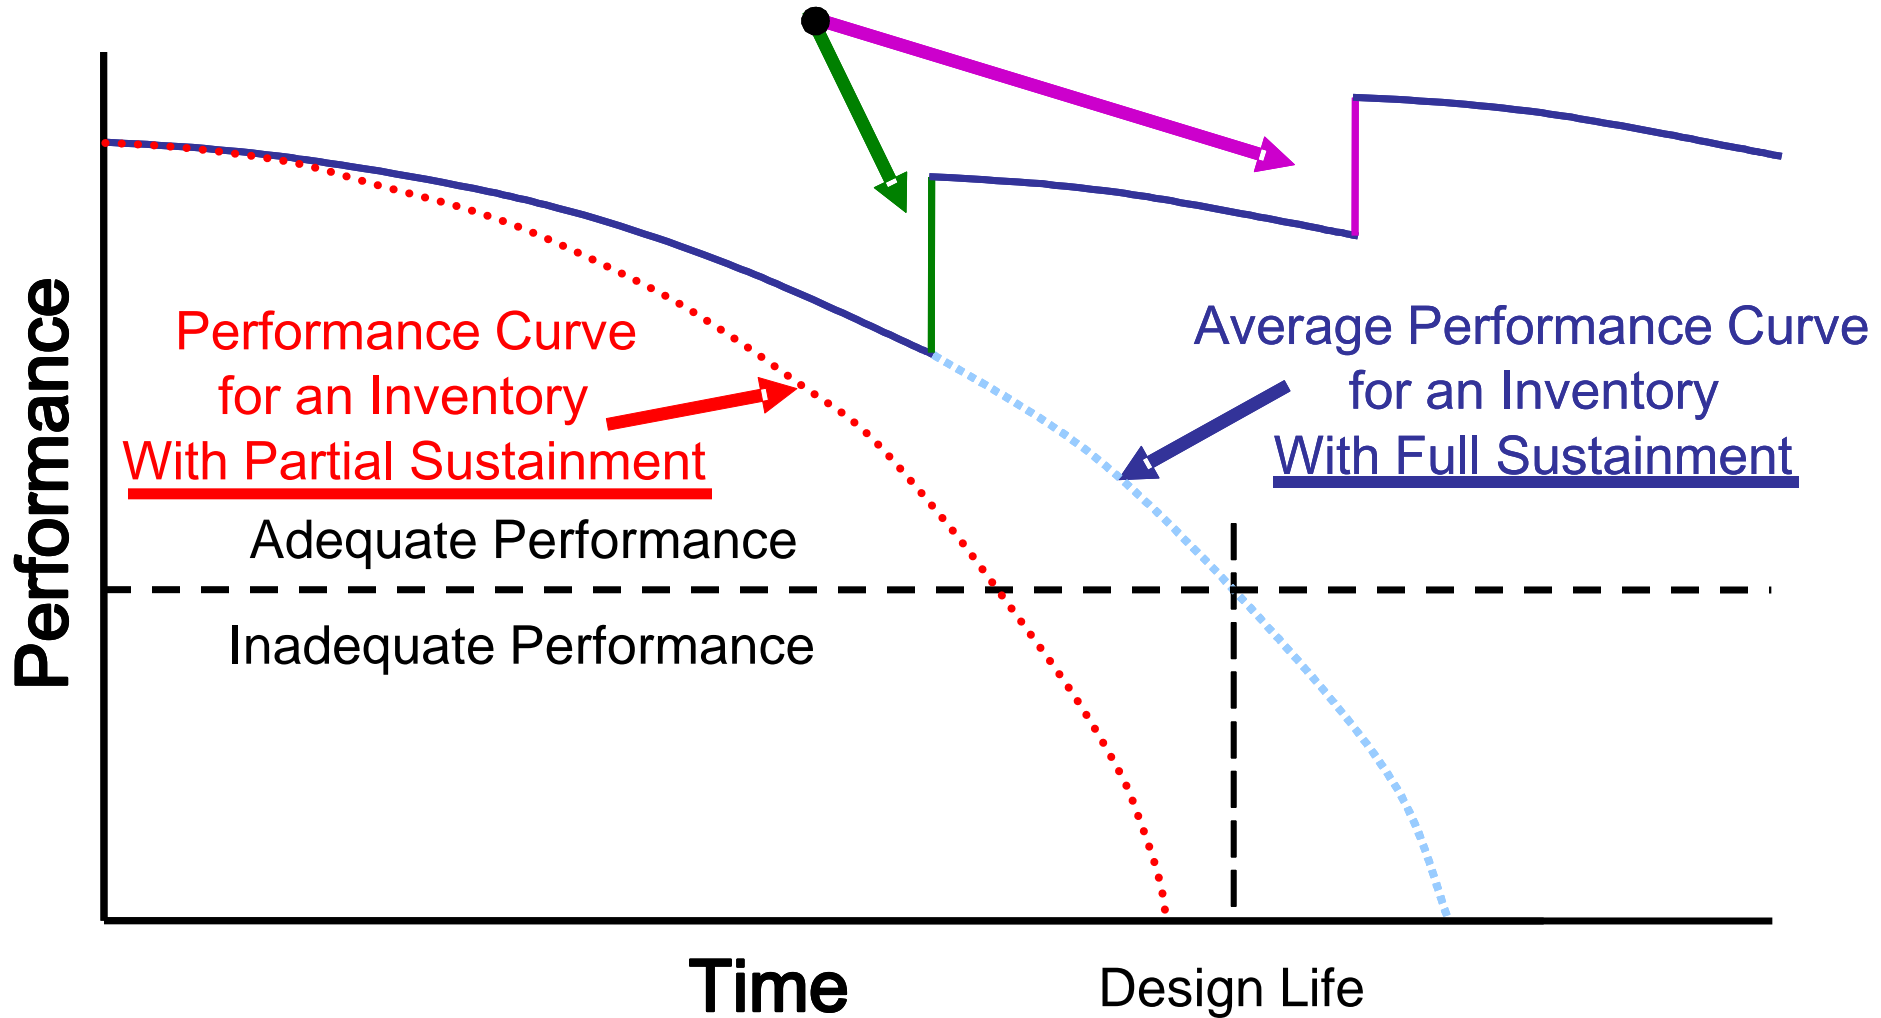 Performance
Performance Curve
for an Inventory
With Partial Sustainment
Average Performance Curve
for an Inventory
With Full Sustainment
Adequate Performance
Inadequate Performance
Time
Design Life